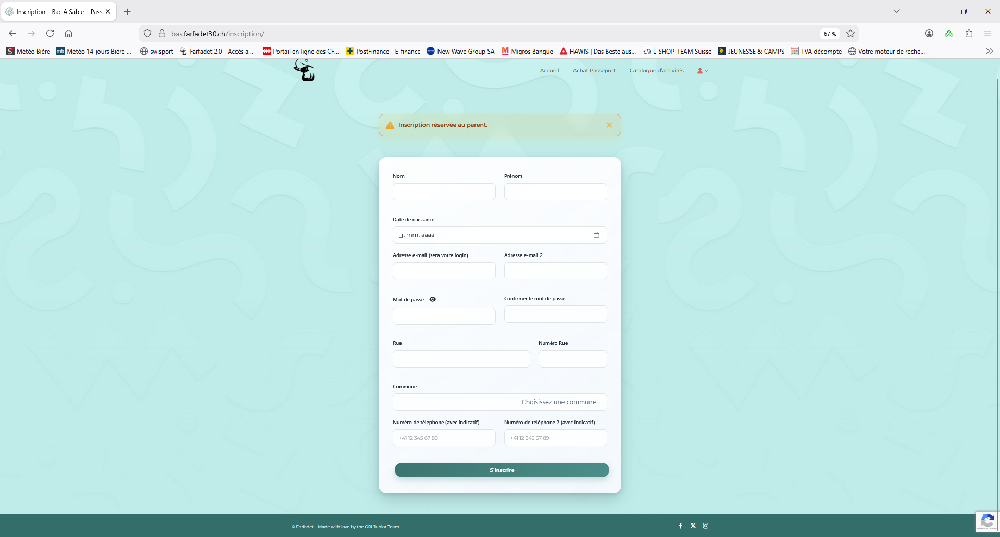 Inscription – Bac A Sable – Pass
bas.farfadet30.ch/inscription/
67 %
Météo Bière
Météo 14-jours Bière ...
swisport
Farfadet 2.0 - Accès a...
Portail en ligne des CF...
PostFinance - E-finance
New Wave Group SA
Migros Banque
HAWIS | Das Beste aus...
L-SHOP-TEAM Suisse
JEUNESSE & CAMPS
TVA décompte
Votre moteur de reche...
Accueil
Achat Passeport
Catalogue d'activités
Inscription réservée au parent.
Nom
Prénom
Date de naissance
jj.mm.aaaa
Adresse e-mail (sera votre login)
Adresse e-mail 2
Mot de passe
Confirmer le mot de passe
Rue
Numéro Rue
Commune
-- Choisissez une commune --
Numéro de téléphone (avec indicatif)
Numéro de téléphone 2 (avec indicatif)
+41 12 345 67 89
+41 12 345 67 89
S'inscrire
© Farfadet – Made with love by the GRI Junior Team